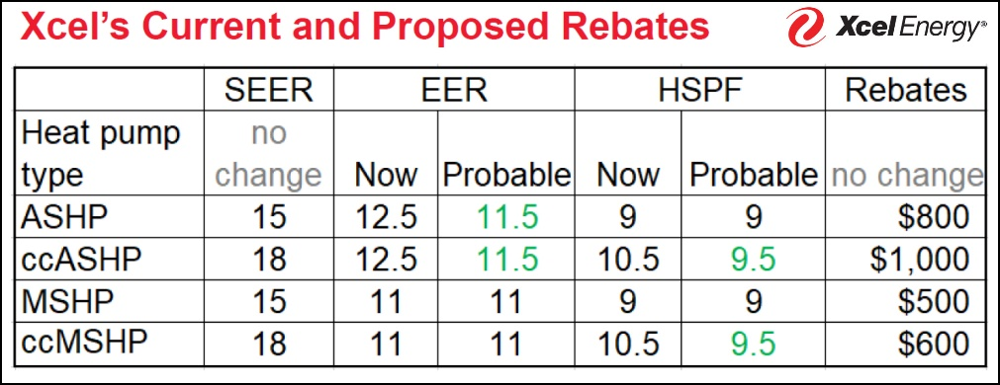 Xcel's Current and Proposed Rebates
Xcel Energy®
SEER EER HSPF Rebates
Heat pump type no change Now Probable Now Probable no change
ASHP 15 12.5 11.5 9 9 $800
ccASHP 18 12.5 11.5 10.5 9.5 $1,000
MSHP 15 11 11 9 9 $500
ccMSHP 18 11 11 10.5 9.5 $600